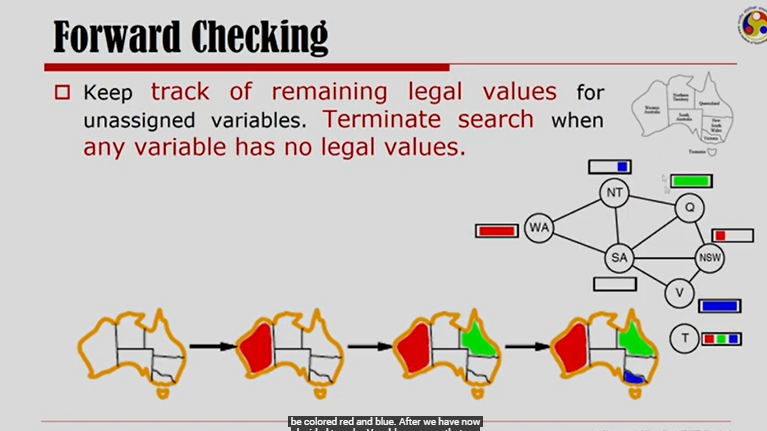 Forward Checking
Keep track of remaining legal values for
unassigned variables. Terminate search when
any variable has no legal values.
Northern
Territory
Western
Australia
Queensland
South
Australia
New
South
Wales
Victoria
Tasmania
NT
Q
WA
SA
NSW
V
T
be colored red and blue. After we have now